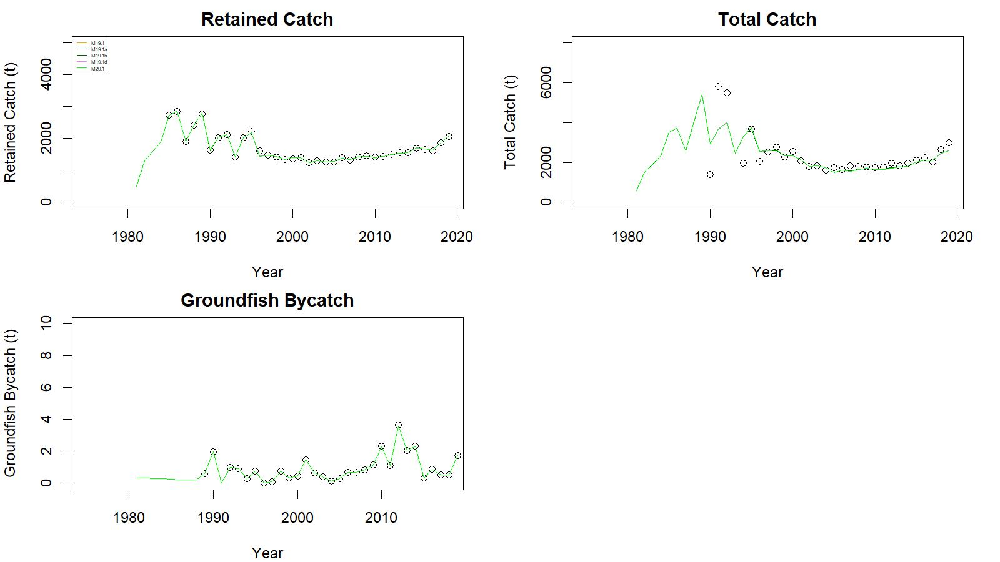 Retained Catch
Retained Catch (t)
0
2000
4000
M19.1
M19.1a
M19.1b
M19.1d
M20.1
1980 1990 2000 2010 2020
Year
Total Catch
Total Catch (t)
0
2000
6000
1980 1990 2000 2010 2020
Year
Groundfish Bycatch
Groundfish Bycatch (t)
0
2
4
6
8
10
1980 1990 2000 2010
Year